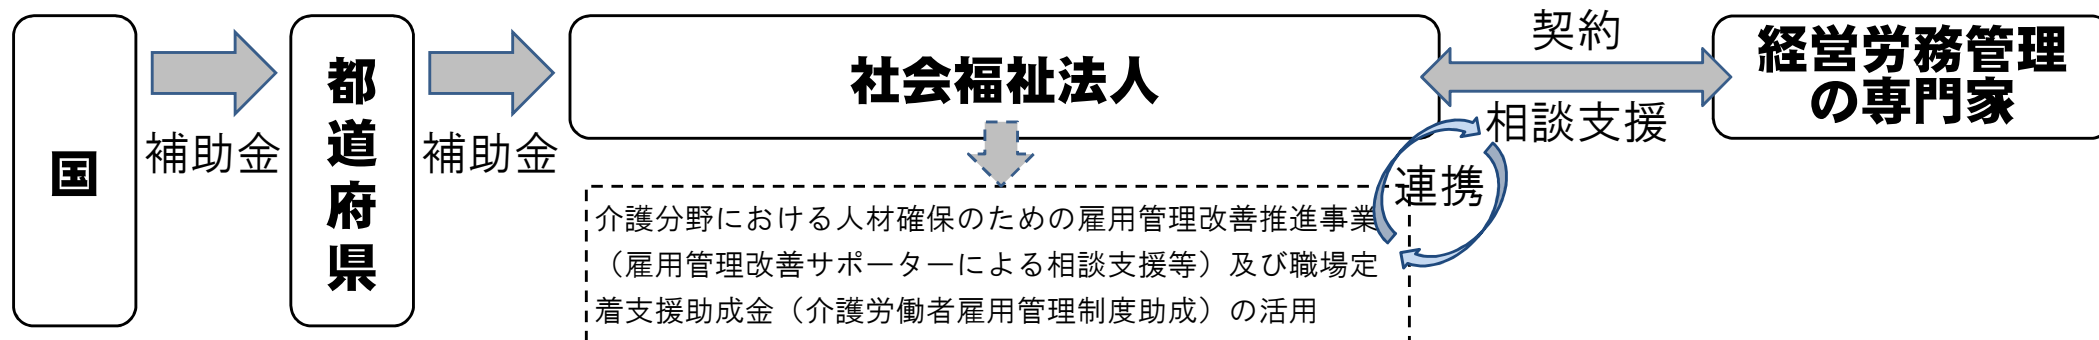 国
補助金
都道府県
補助金
社会福祉法人
契約
相談支援
経営労務管理
の専門家
連携
介護分野における人材確保のための雇用管理改善推進事業
（雇用管理改善サポーターによる相談支援等）及び職場定
着支援助成金（介護労働者雇用管理制度助成）の活用